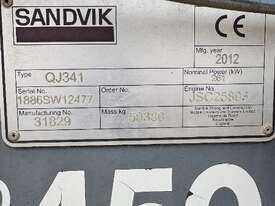 SANDVIK
CE
Mfg. year
2012
Type
QJ341
Nominal Power (kW)
261
Serial No.
Order No.
Engine No.
1886SW12477
Manufacturing No.
Mass kg
31829
450